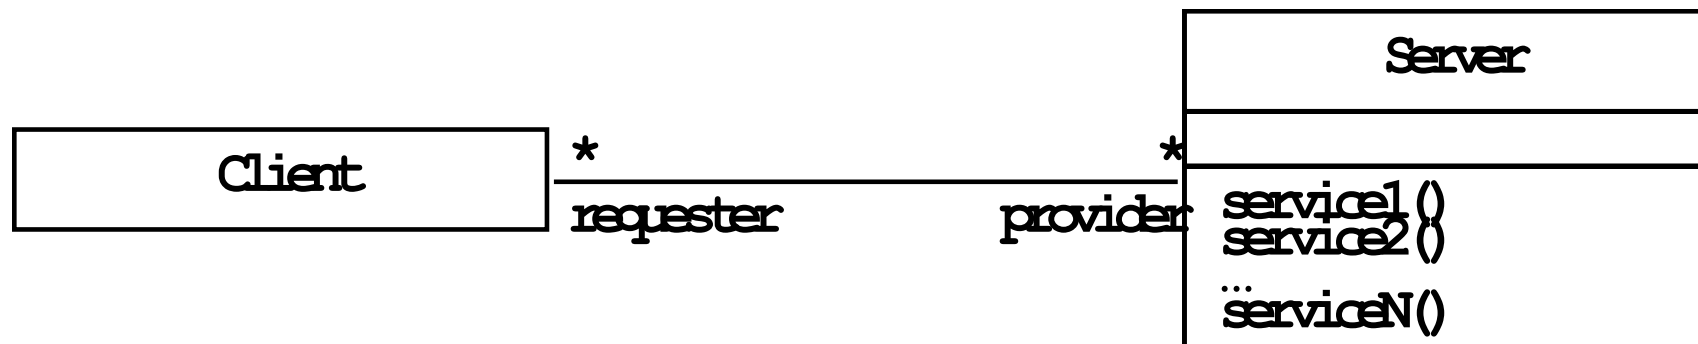 Server
Client
*
*
requester
provider
service1()
service2()
...
serviceN()